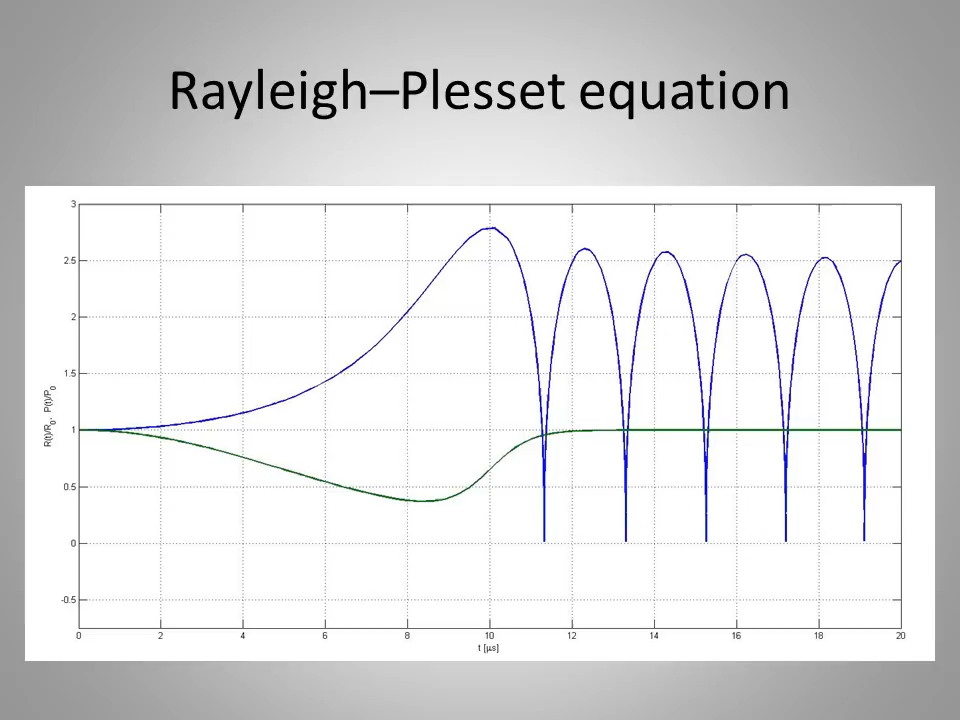 Rayleigh–Plesset equation
3
2.5
2
1.5
1
0.5
0
-0.5
R(t)/R₀, P(t)/P₀
0 2 4 6 8 10 12 14 16 18 20
t [μs]